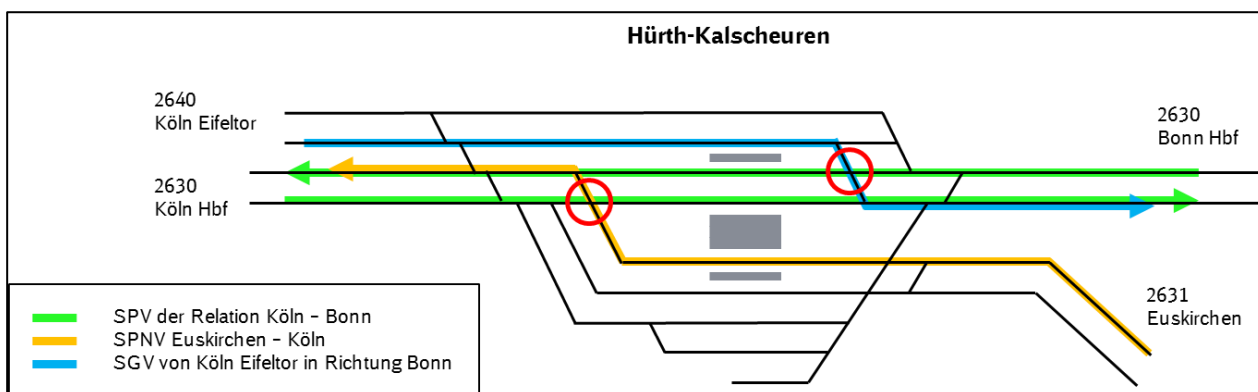 Hürth-Kalscheuren
2640
Köln Eifeltor
2630
Bonn Hbf
2630
Köln Hbf
2631
Euskirchen
SPV der Relation Köln – Bonn
SPNV Euskirchen – Köln
SGV von Köln Eifeltor in Richtung Bonn